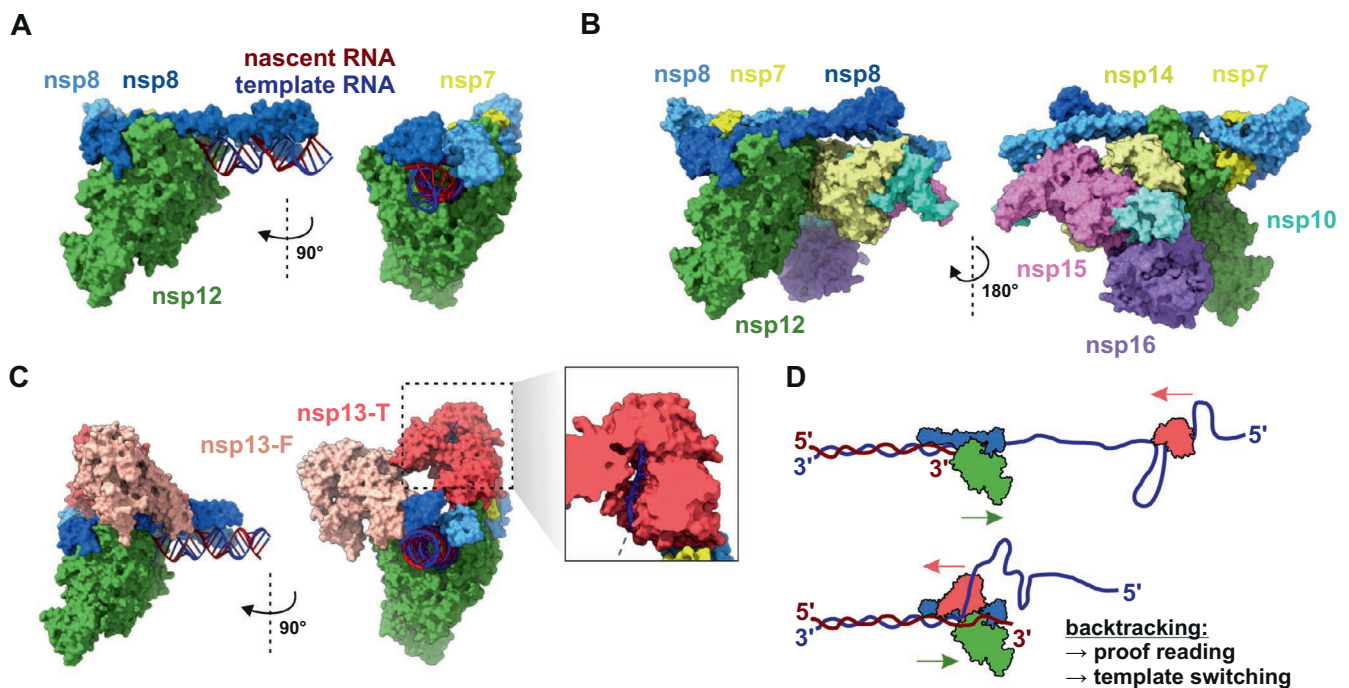 A
nascent RNA
nsp8 nsp8 template RNA nsp7
90°
nsp12
B
nsp8 nsp7 nsp8 nsp14 nsp7
nsp10
nsp15
180°
nsp12
nsp16
C
nsp13-T
nsp13-F
90°
D
5'
3'
3'
5'
5'
3'
3'
5'
backtracking:
→ proof reading
→ template switching